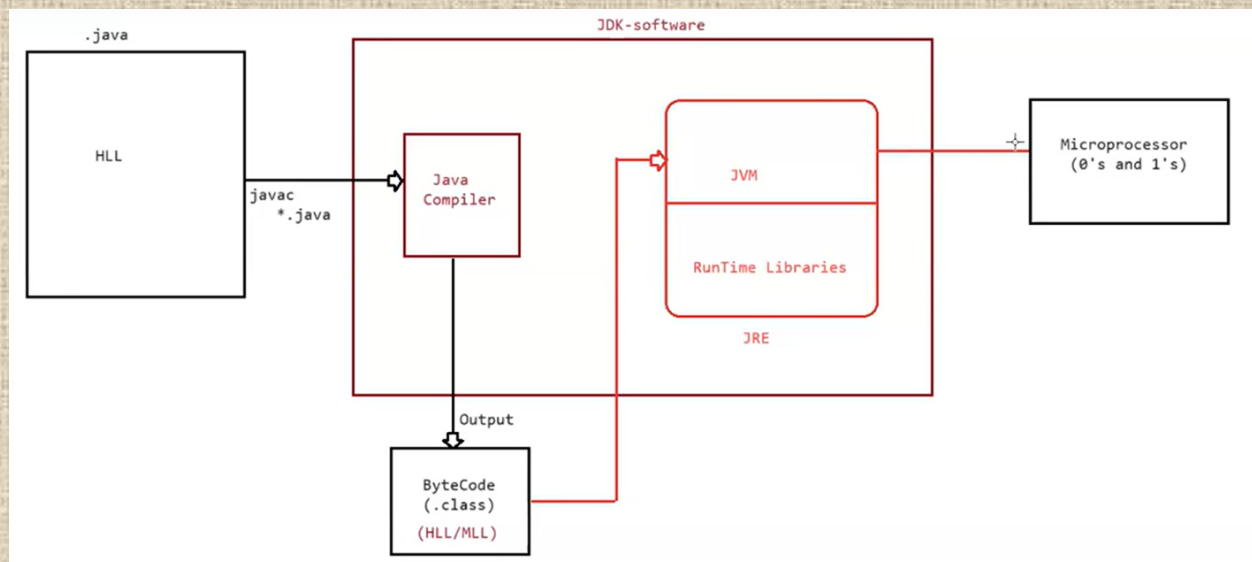 JDK-software
.java
HLL
javac
*.java
Java
Compiler
JVM
RunTime Libraries
JRE
Microprocessor
(0's and 1's)
Output
ByteCode
(.class)
(HLL/MLL)